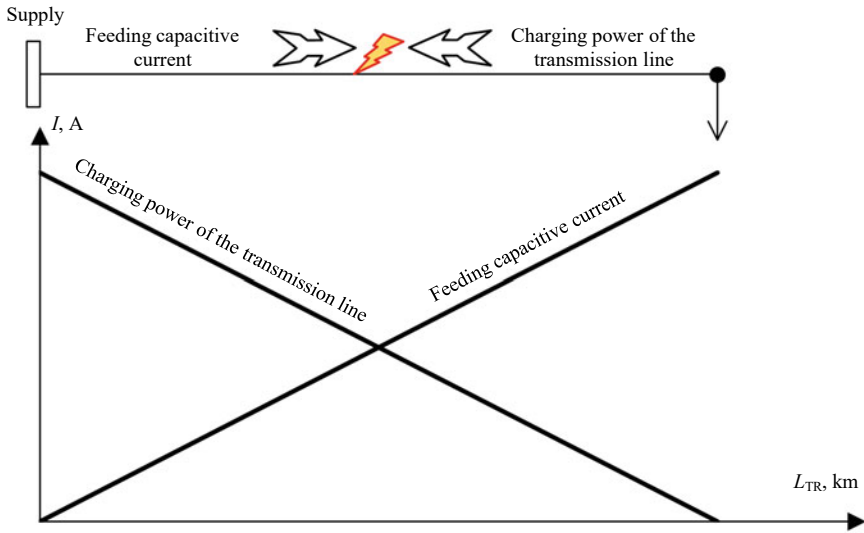 Supply
Feeding capacitive
current
Charging power of the
transmission line
I, A
Charging power of the transmission line
Feeding capacitive current
L_TR, km